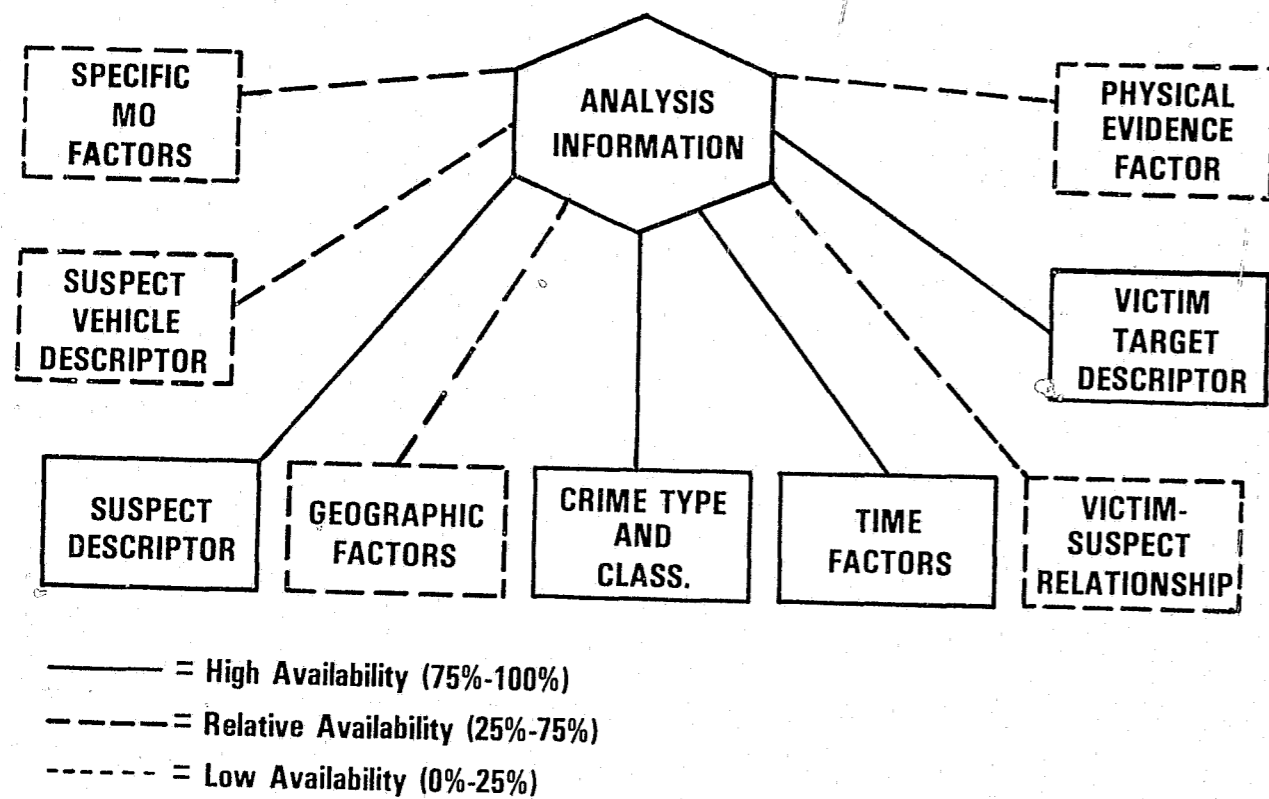 ANALYSIS
INFORMATION
SPECIFIC
MO
FACTORS
PHYSICAL
EVIDENCE
FACTOR
SUSPECT
VEHICLE
DESCRIPTOR
VICTIM
TARGET
DESCRIPTOR
SUSPECT
DESCRIPTOR
GEOGRAPHIC
FACTORS
CRIME TYPE
AND
CLASS.
TIME
FACTORS
VICTIM-
SUSPECT
RELATIONSHIP
= High Availability (75%-100%)
= Relative Availability (25%-75%)
= Low Availability (0%-25%)